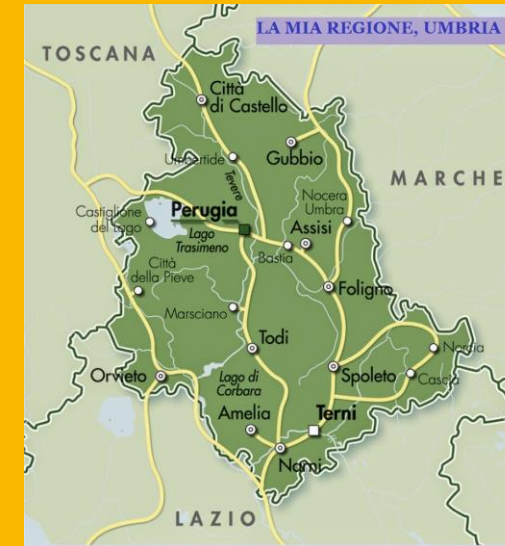 LA MIA REGIONE, UMBRIA
TOSCANA
Città
di Castello
Umbertide
Gubbio
Tevere
MARCHE
Nocera
Umbra
Castiglione
del Lago
Perugia
Assisi
Lago
Trasimeno
Bastia
Città
della Pieve
Foligno
Marsciano
Todi
Norcia
Orvieto
Lago di
Corbara
Spoleto
Cascia
Amelia
Terni
Narni
LAZIO